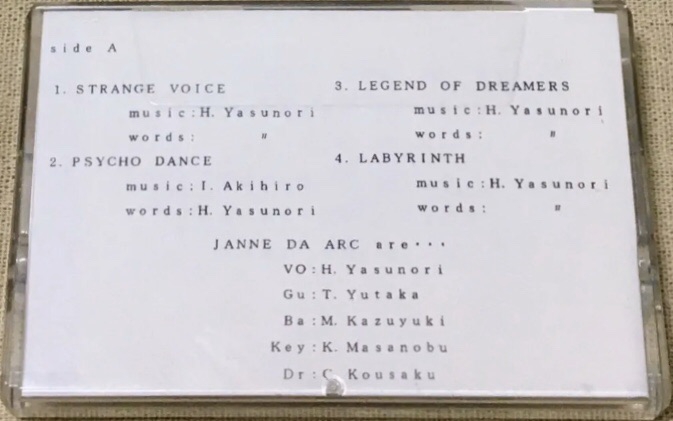 side A
1. STRANGE VOICE
music:H. Yasunori
words: 〃
2. PSYCHO DANCE
music:I. Akihiro
words:H. Yasunori
3. LEGEND OF DREAMERS
music:H. Yasunori
words: 〃
4. LABYRINTH
music:H. Yasunori
words: 〃
JANNE DA ARC are・・・
VO:H. Yasunori
Gu:T. Yutaka
Ba:M. Kazuyuki
Key:K. Masanobu
Dr:C. Kousaku